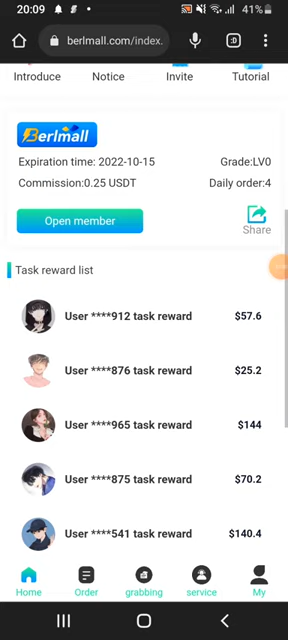 20:09
41%
berlmall.com/index.
:D
Introduce Notice Invite Tutorial
Berlmall
Expiration time: 2022-10-15 Grade:LV0
Commission:0.25 USDT Daily order:4
Open member
Share
Task reward list
User ****912 task reward $57.6
User ****876 task reward $25.2
User ****965 task reward $144
User ****875 task reward $70.2
User ****541 task reward $140.4
Home Order grabbing service My